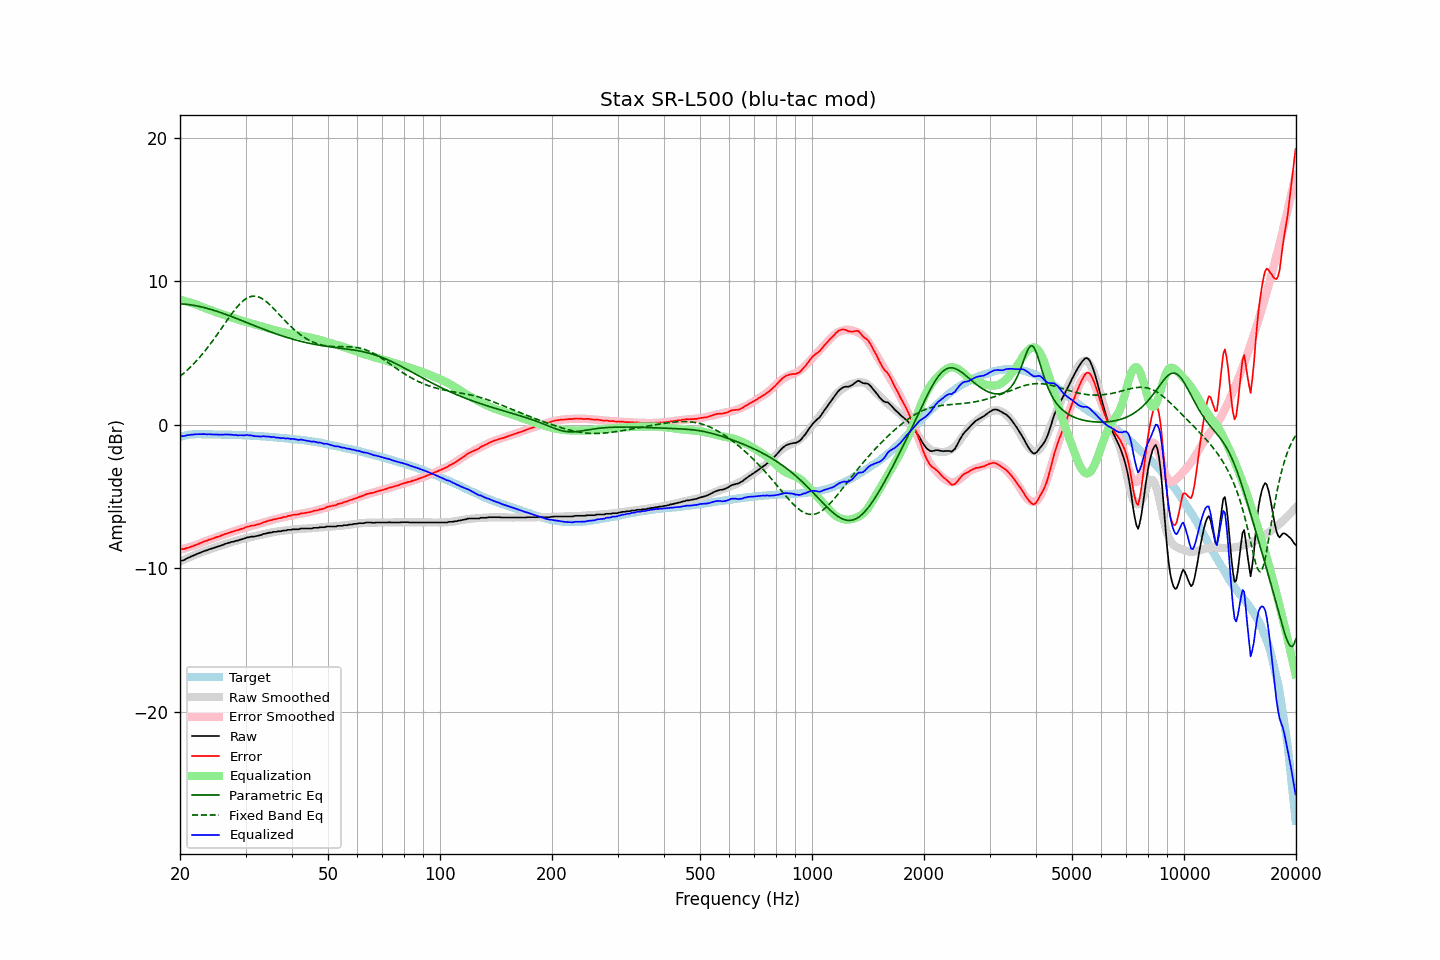 Stax SR-L500 (blu-tac mod)
Amplitude (dBr)
20
10
0
−10
−20
Target
Raw Smoothed
Error Smoothed
Raw
Error
Equalization
Parametric Eq
Fixed Band Eq
Equalized
20 50 100 200 500 1000 2000 5000 10000 20000
Frequency (Hz)